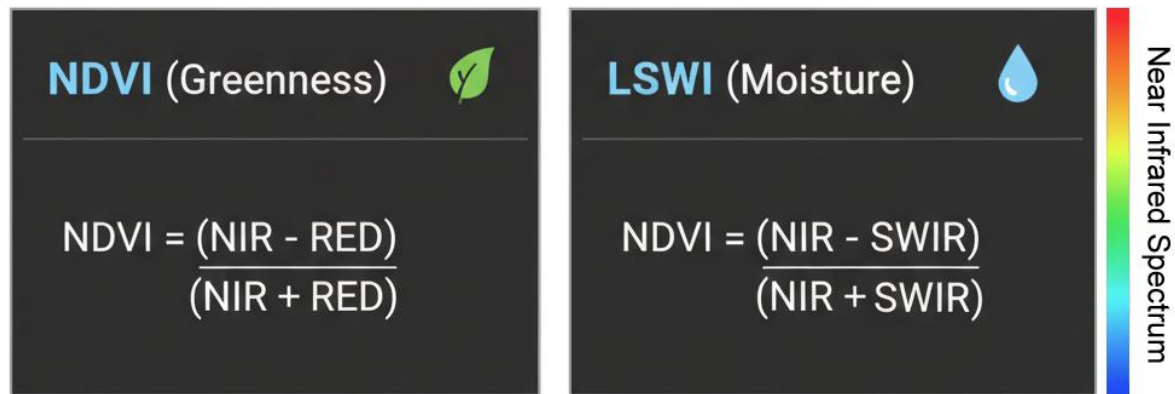 NDVI (Greenness)
NDVI = (NIR - RED)
(NIR + RED)
LSWI (Moisture)
NDVI = (NIR - SWIR)
(NIR + SWIR)
Near Infrared Spectrum